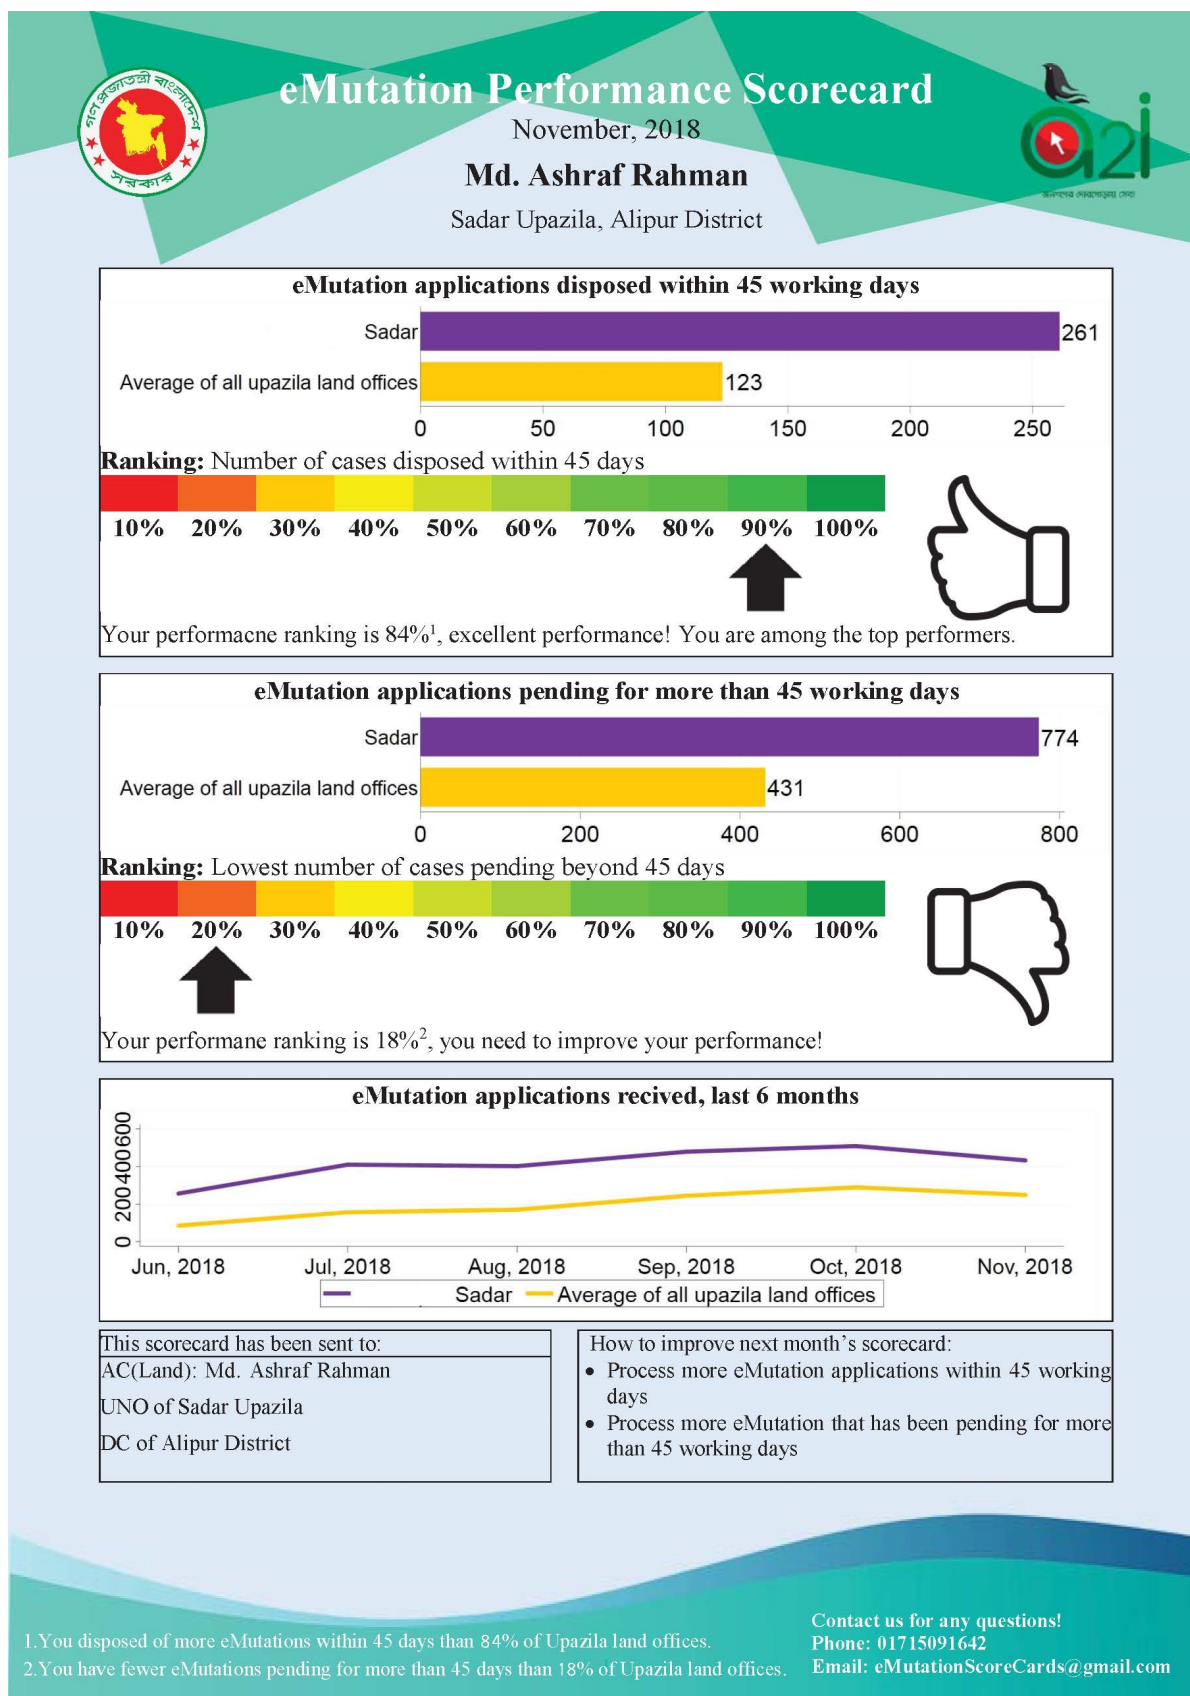 eMutation Performance Scorecard
November, 2018
Md. Ashraf Rahman
Sadar Upazila, Alipur District
গণপ্রজাতন্ত্রী বাংলাদেশ
সরকার
a2i
জনগণের দোরগোড়ায় সেবা
eMutation applications disposed within 45 working days
Sadar
261
Average of all upazila land offices
123
0 50 100 150 200 250
Ranking: Number of cases disposed within 45 days
10% 20% 30% 40% 50% 60% 70% 80% 90% 100%
Your performacne ranking is 84%1, excellent performance! You are among the top performers.
eMutation applications pending for more than 45 working days
Sadar
774
Average of all upazila land offices
431
0 200 400 600 800
Ranking: Lowest number of cases pending beyond 45 days
10% 20% 30% 40% 50% 60% 70% 80% 90% 100%
Your performane ranking is 18%2, you need to improve your performance!
eMutation applications recived, last 6 months
0 200 400 600
Jun, 2018 Jul, 2018 Aug, 2018 Sep, 2018 Oct, 2018 Nov, 2018
Sadar Average of all upazila land offices
This scorecard has been sent to:
AC(Land): Md. Ashraf Rahman
UNO of Sadar Upazila
DC of Alipur District
How to improve next month's scorecard:
• Process more eMutation applications within 45 working
days
• Process more eMutation that has been pending for more
than 45 working days
1.You disposed of more eMutations within 45 days than 84% of Upazila land offices.
2.You have fewer eMutations pending for more than 45 days than 18% of Upazila land offices.
Contact us for any questions!
Phone: 01715091642
Email: eMutationScoreCards@gmail.com